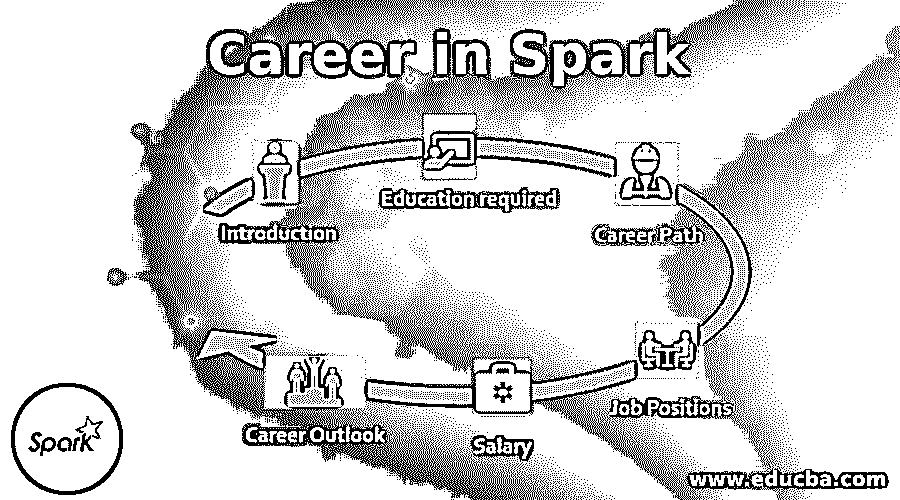 Career in Spark
Introduction
Education required
Career Path
Job Positions
Salary
Career Outlook
Spark
www.educba.com